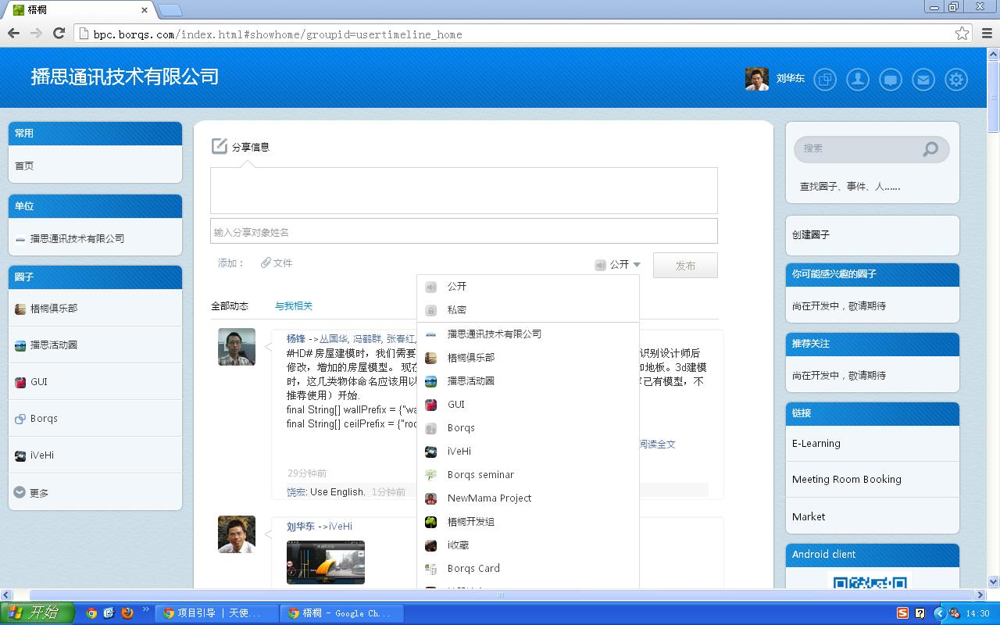 梧桐
bpc.borqs.com/index.html#showhome/groupid=usertimeline_home
播思通讯技术有限公司
刘华东
常用
首页
单位
播思通讯技术有限公司
圈子
梧桐俱乐部
播思活动圈
GUI
Borqs
iVeHi
更多
分享信息
输入分享对象姓名
添加：
文件
公开
发布
公开
私密
播思通讯技术有限公司
梧桐俱乐部
播思活动圈
GUI
Borqs
iVeHi
Borqs seminar
NewMama Project
梧桐开发组
i收藏
Borqs Card
全部动态
与我相关
杨锋 ->丛国华, 冯鹤群, 张春红,
#HD# 房屋建模时，我们需要 识别设计师后
修改，增加的房屋模型。 现在 和地板。3d建模
时，这几类物体命名应该用以 已有模型，不
推荐使用）开始.
final String[] wallPrefix = {"wa
final String[] ceilPrefix = {"roo
阅读全文
29分钟前
饶宏: Use English. 1分钟前
刘华东 ->iVeHi
搜索
查找圈子、事件、人......
创建圈子
你可能感兴趣的圈子
尚在开发中，敬请期待
推荐关注
尚在开发中，敬请期待
链接
E-Learning
Meeting Room Booking
Market
Android client
开始
项目引导 | 天使...
梧桐 - Google Ch...
14:30